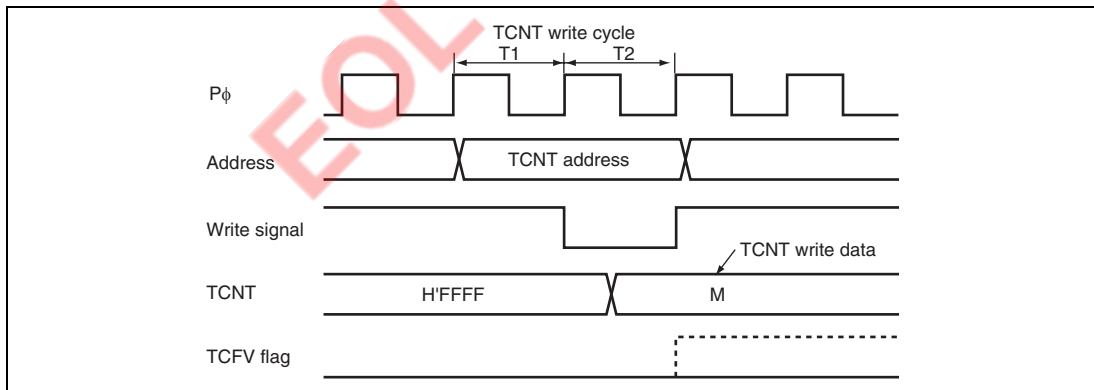 TCNT write cycle
T1 T2
Pϕ
Address
TCNT address
Write signal
TCNT write data
TCNT
H'FFFF
M
TCFV flag
EOL